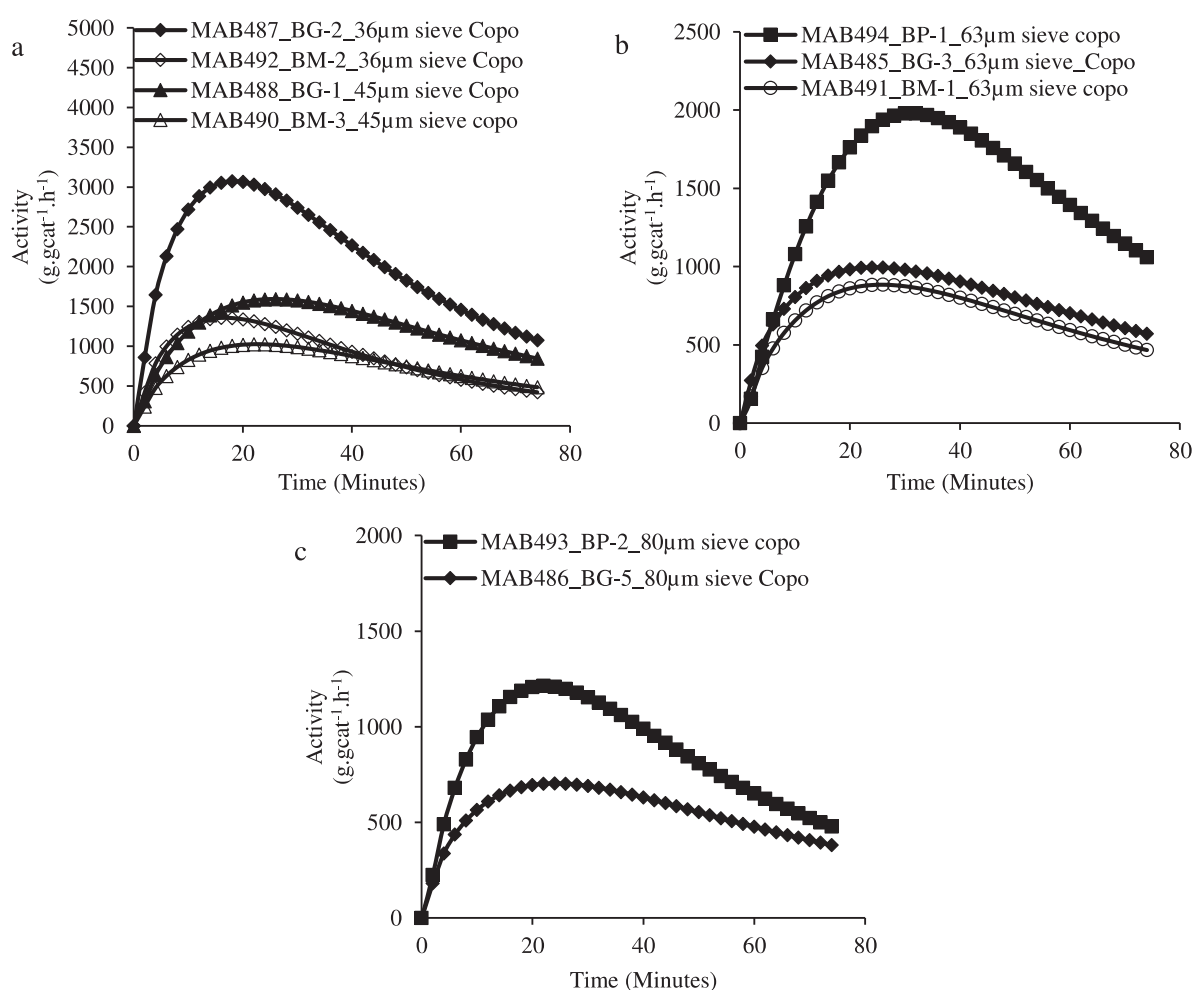 a
MAB487_BG-2_36µm sieve Copo
MAB492_BM-2_36µm sieve Copo
MAB488_BG-1_45µm sieve Copo
MAB490_BM-3_45µm sieve copo
5000
4500
4000
3500
3000
2500
2000
1500
1000
500
0
Activity
(g.gcat⁻¹.h⁻¹)
0 20 40 60 80
Time (Minutes)
b
MAB494_BP-1_63µm sieve copo
MAB485_BG-3_63µm sieve_Copo
MAB491_BM-1_63µm sieve copo
2500
2000
1500
1000
500
0
Activity
(g.gcat⁻¹.h⁻¹)
0 20 40 60 80
Time (Minutes)
c
MAB493_BP-2_80µm sieve copo
MAB486_BG-5_80µm sieve Copo
2000
1500
1000
500
0
Activity
(g.gcat⁻¹.h⁻¹)
0 20 40 60 80
Time (Minutes)